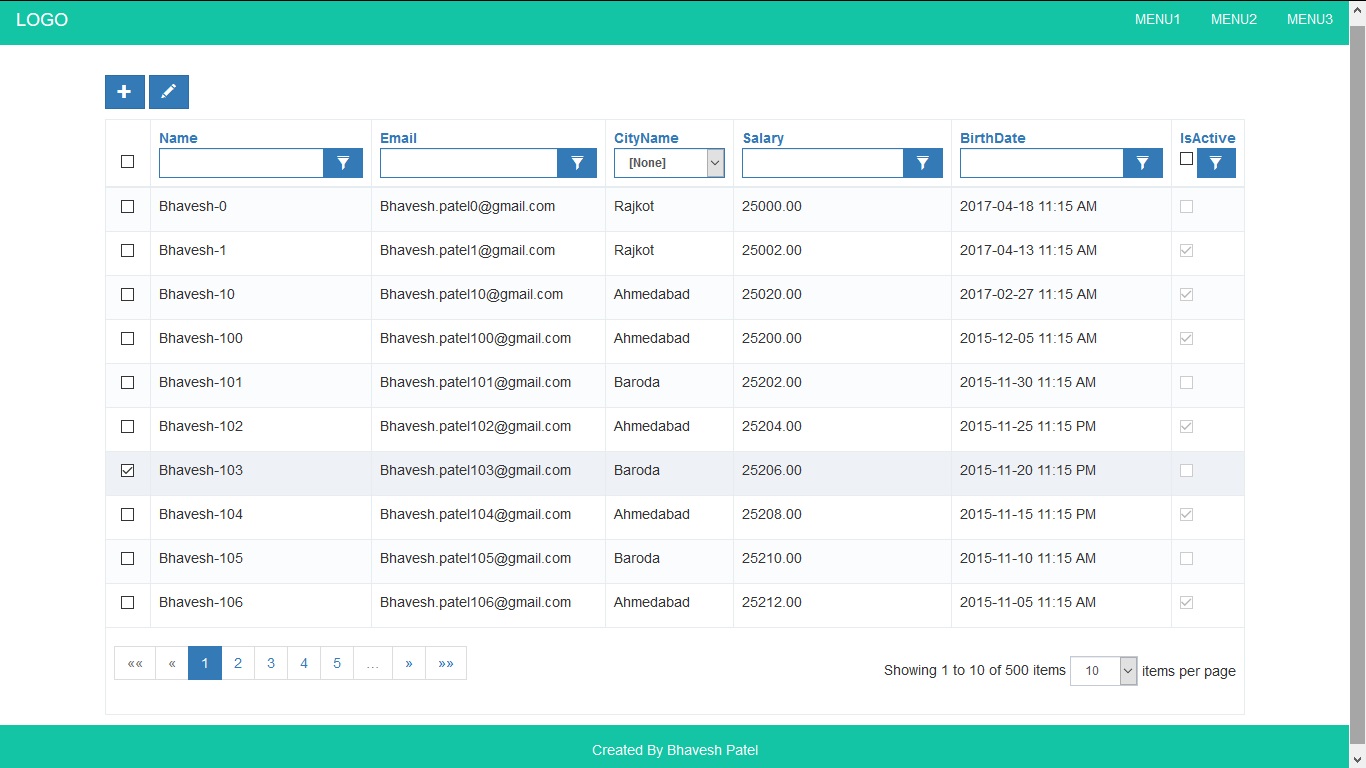 LOGO MENU1 MENU2 MENU3
Name Email CityName Salary BirthDate IsActive
[None]
Bhavesh-0 Bhavesh.patel0@gmail.com Rajkot 25000.00 2017-04-18 11:15 AM
Bhavesh-1 Bhavesh.patel1@gmail.com Rajkot 25002.00 2017-04-13 11:15 AM
Bhavesh-10 Bhavesh.patel10@gmail.com Ahmedabad 25020.00 2017-02-27 11:15 AM
Bhavesh-100 Bhavesh.patel100@gmail.com Ahmedabad 25200.00 2015-12-05 11:15 AM
Bhavesh-101 Bhavesh.patel101@gmail.com Baroda 25202.00 2015-11-30 11:15 AM
Bhavesh-102 Bhavesh.patel102@gmail.com Ahmedabad 25204.00 2015-11-25 11:15 PM
Bhavesh-103 Bhavesh.patel103@gmail.com Baroda 25206.00 2015-11-20 11:15 PM
Bhavesh-104 Bhavesh.patel104@gmail.com Ahmedabad 25208.00 2015-11-15 11:15 PM
Bhavesh-105 Bhavesh.patel105@gmail.com Baroda 25210.00 2015-11-10 11:15 AM
Bhavesh-106 Bhavesh.patel106@gmail.com Ahmedabad 25212.00 2015-11-05 11:15 AM
«« « 1 2 3 4 5 ... » »» Showing 1 to 10 of 500 items 10 items per page
Created By Bhavesh Patel